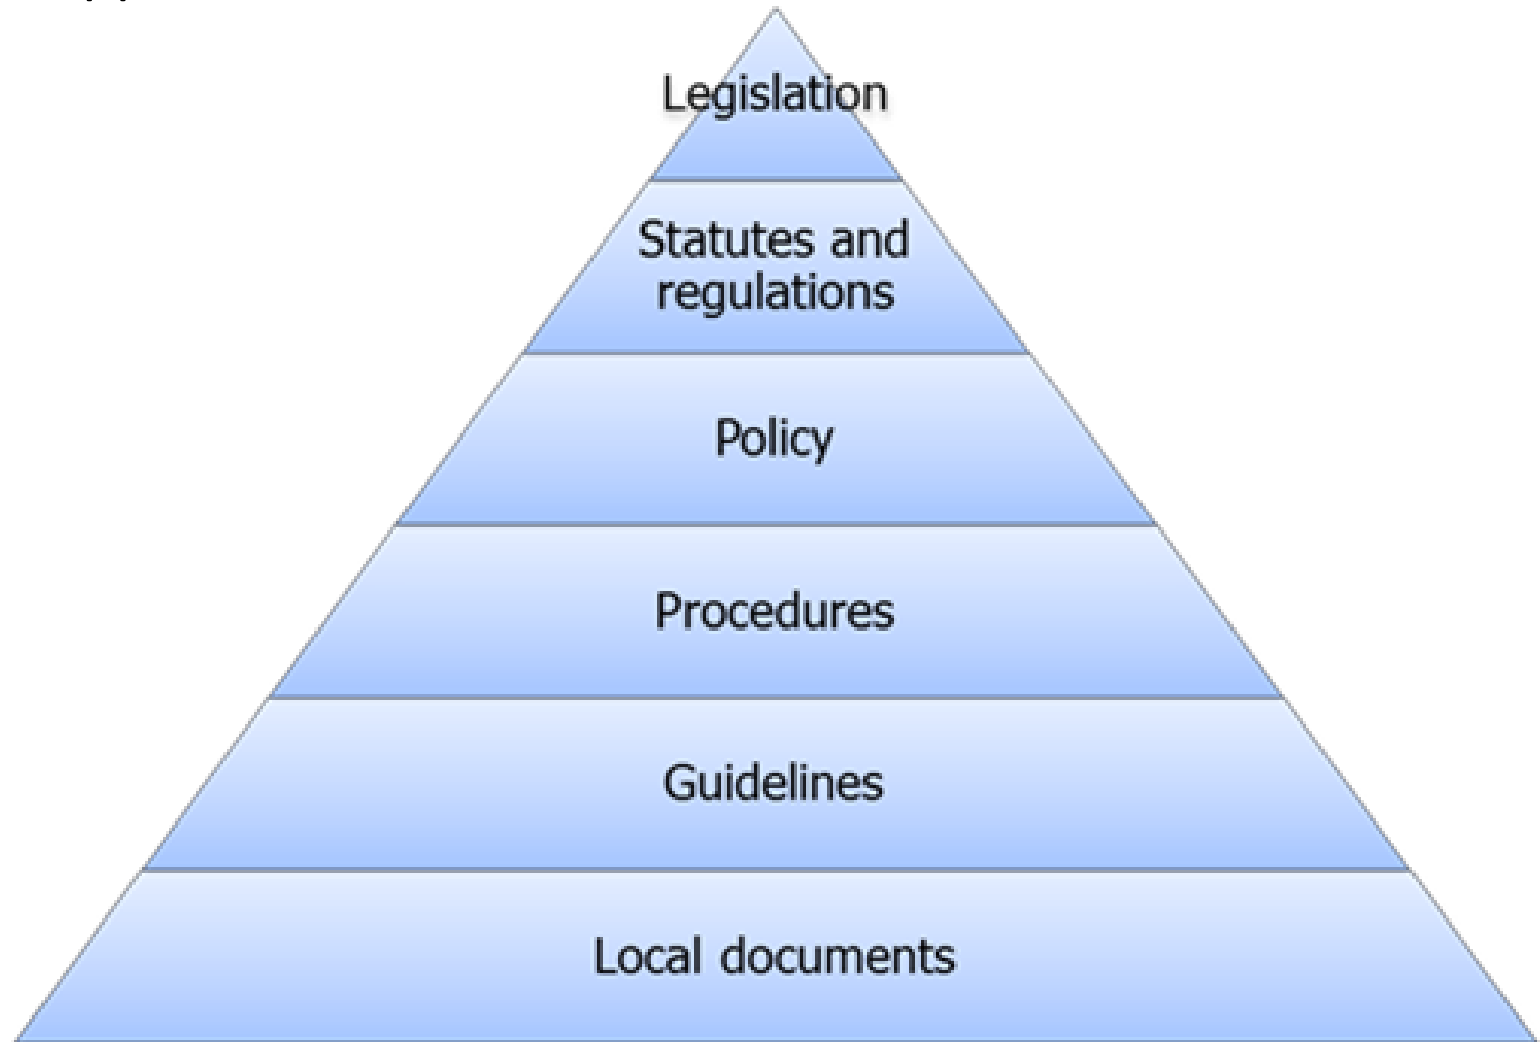 Legislation
Statutes and
regulations
Policy
Procedures
Guidelines
Local documents